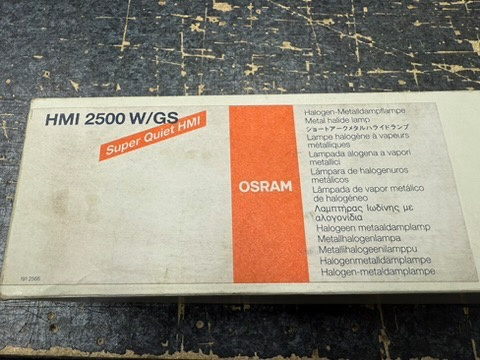 HMI 2500 W/GS
Super Quiet HMI
OSRAM
Halogen-Metalldampflampe
Metal halide lamp
ショートアークメタルハライドランプ
Lampe halogène à vapeurs
métalliques
Lampada alogena a vapori
metallici
Lámpara de halogenuros
metálicos
Lâmpada de vapor metálico
de halogéneo
Λαμπτήρας Ιωδίνης με
αλογονίδια
Halogeen metaaldamplamp
Metallhalogenlampa
Metallihalogeenilamppu
Halogenmetalldamplampe
Halogen-metaldamplampe